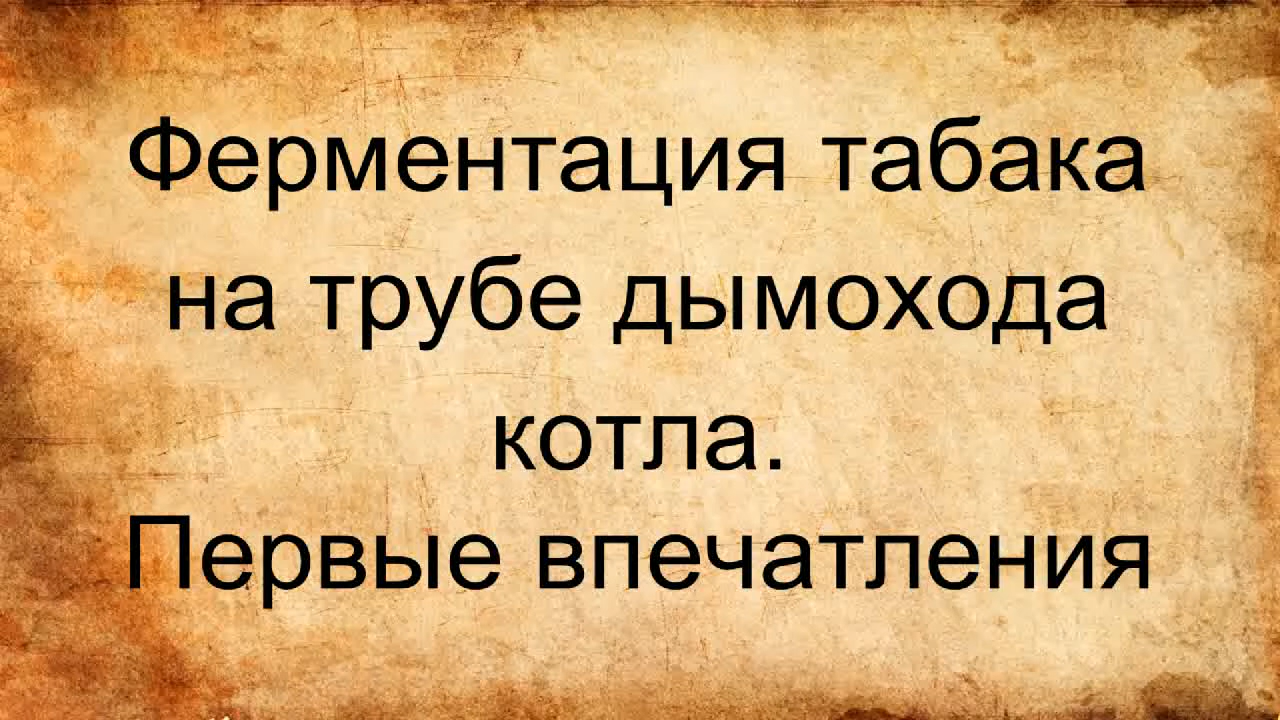 Ферментация табака
на трубе дымохода
котла.
Первые впечатления